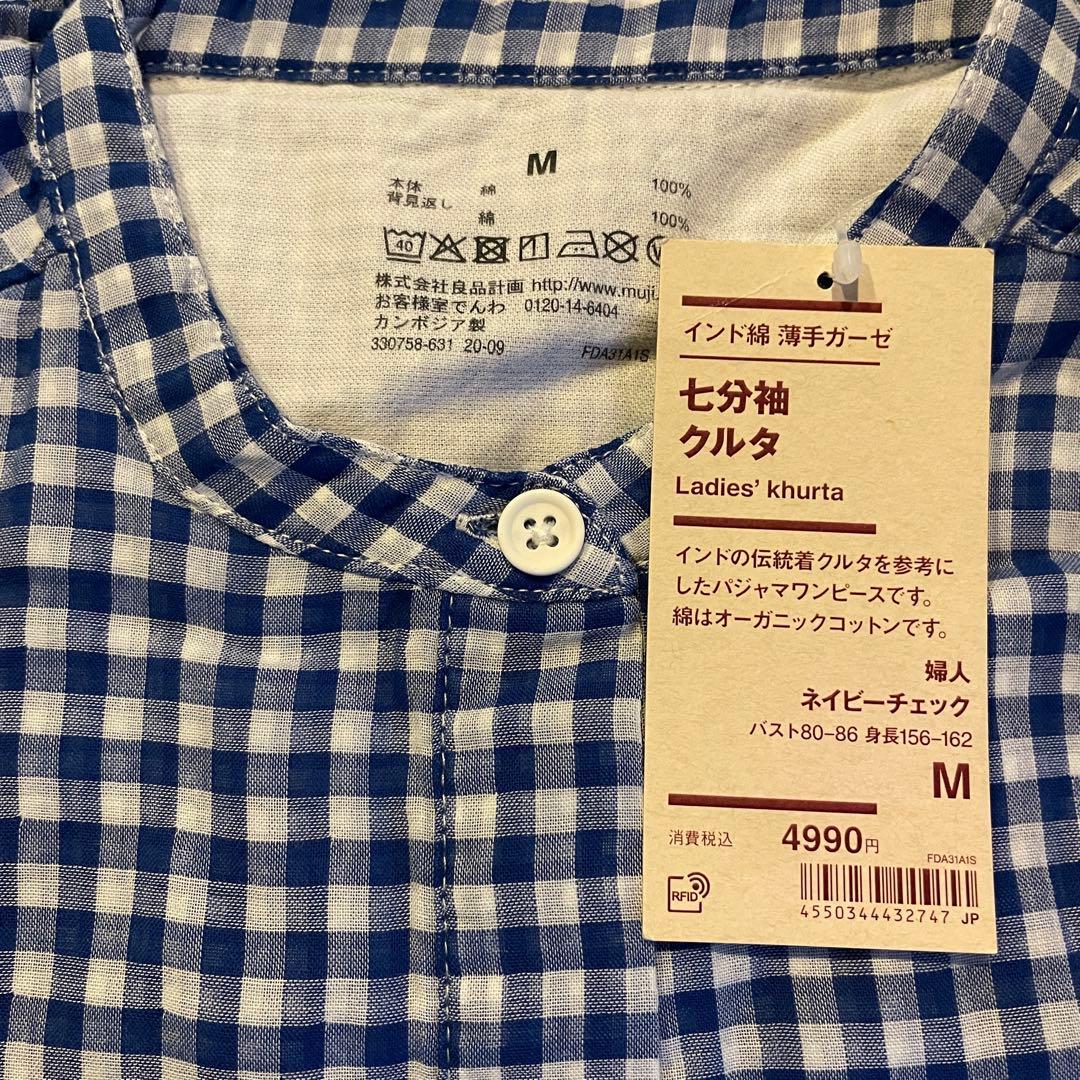 M
本体 綿 100%
背見返し 綿 100%
40
株式会社良品計画 http://www.muji.
お客様室でんわ 0120-14-6404
カンボジア製
330758-631 20-09 FDA31A1S
インド綿 薄手ガーゼ
七分袖
クルタ
Ladies' khurta
インドの伝統着クルタを参考に
したパジャマワンピースです。
綿はオーガニックコットンです。
婦人
ネイビーチェック
バスト80–86 身長156–162
M
消費税込 4990円
FDA31A1S
RFID
4550344432747 JP